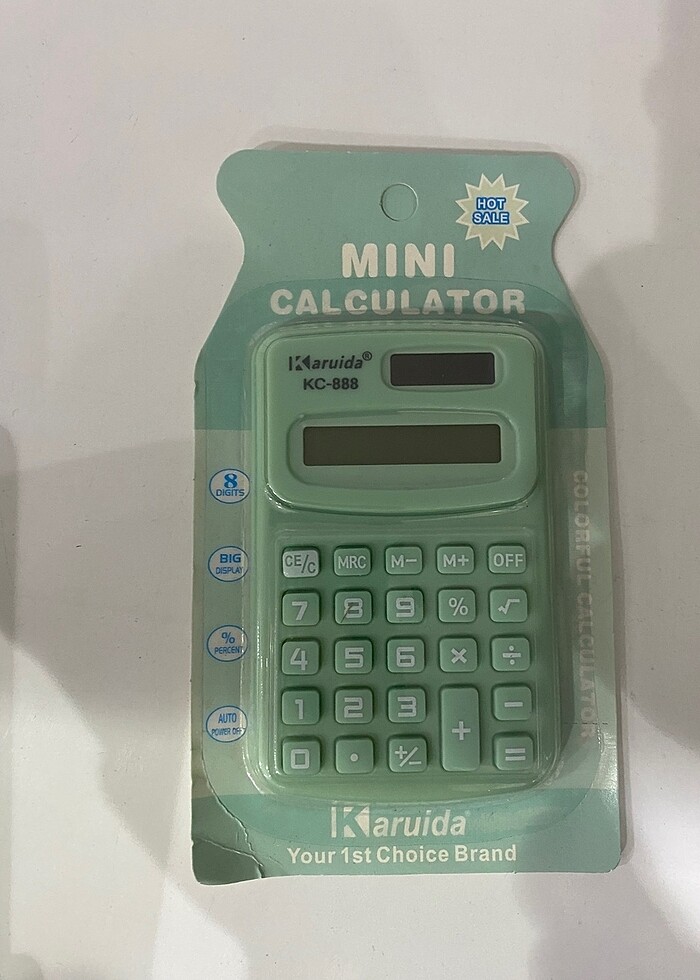 HOT
SALE
MINI
CALCULATOR
Karuida®
KC-888
8
DIGITS
BIG
DISPLAY
%
PERCENT
AUTO
POWER OFF
COLORFUL CALCULATOR
CE/C MRC M− M+ OFF
7 8 9 % √
4 5 6 × ÷
1 2 3 + −
0 . +/− =
Karuida
Your 1st Choice Brand